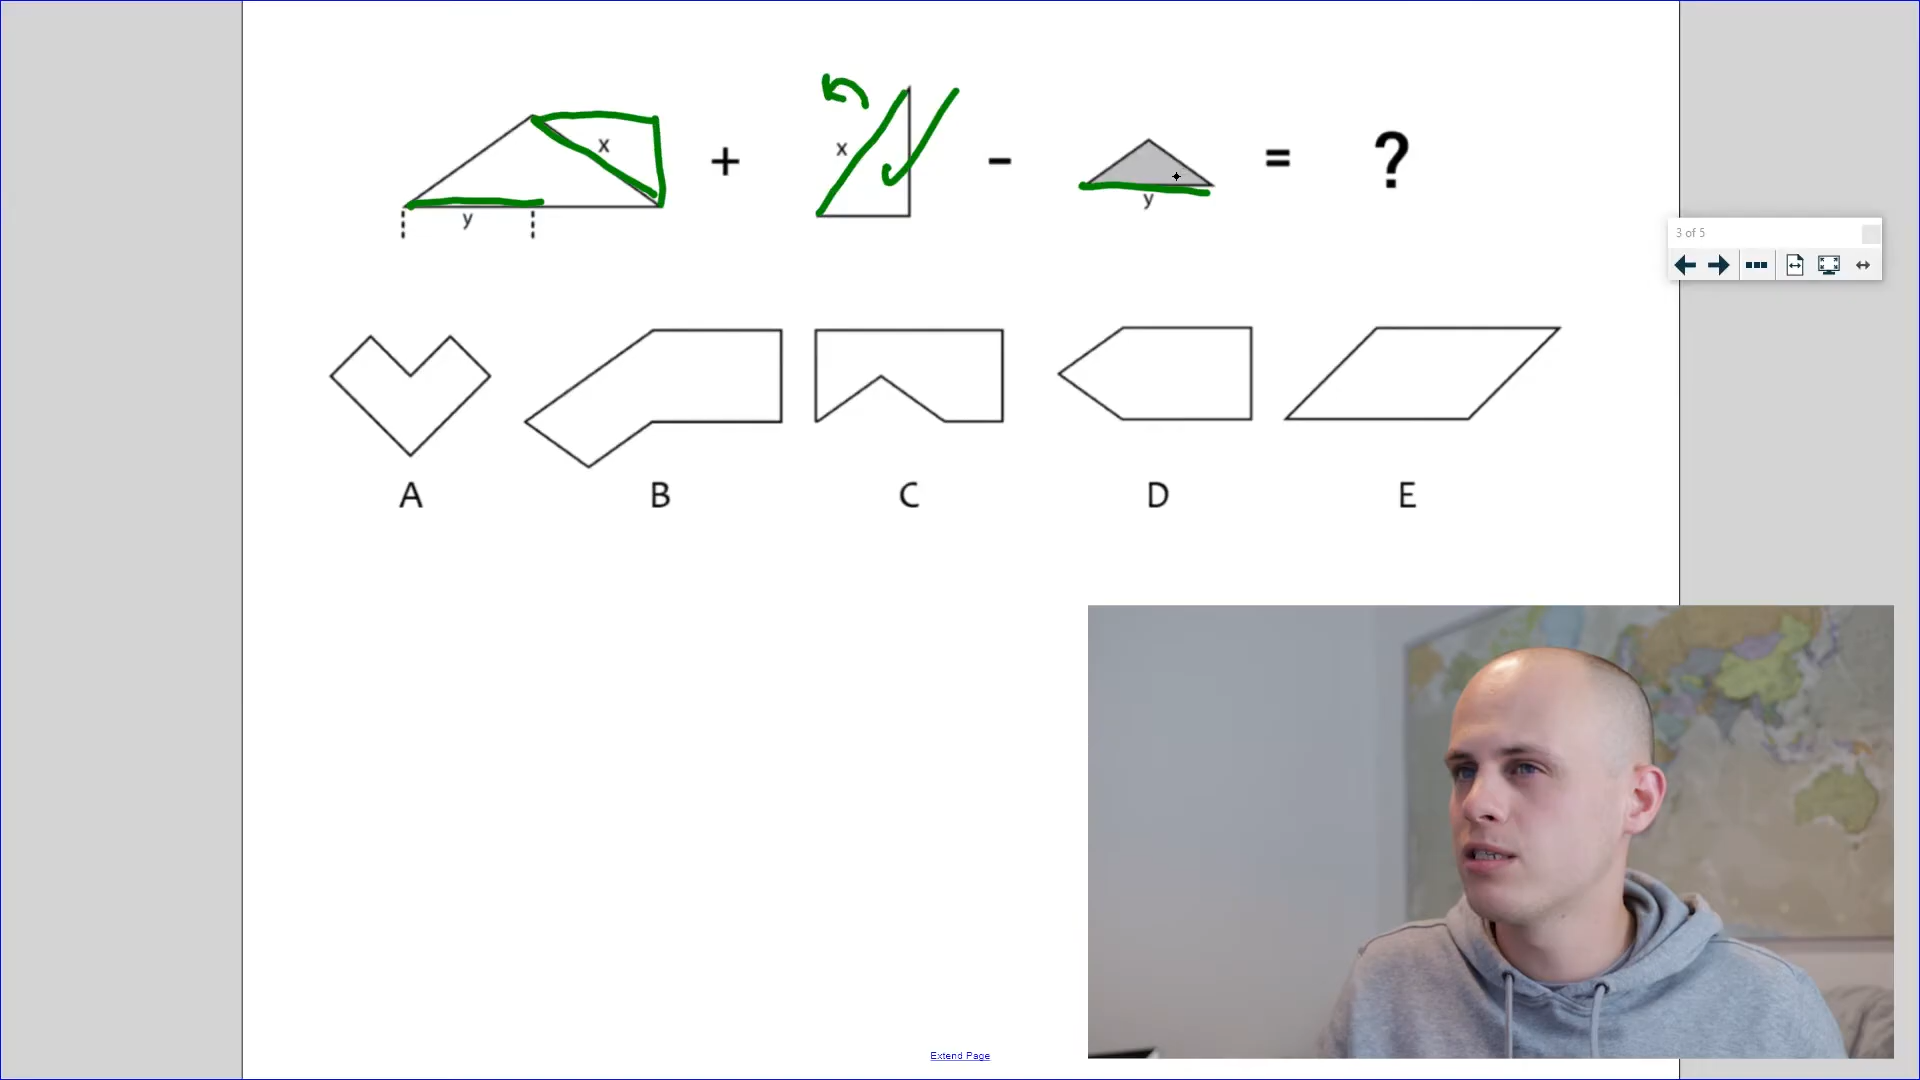 x + x - = ?
y y
3 of 5
A B C D E
Extend Page